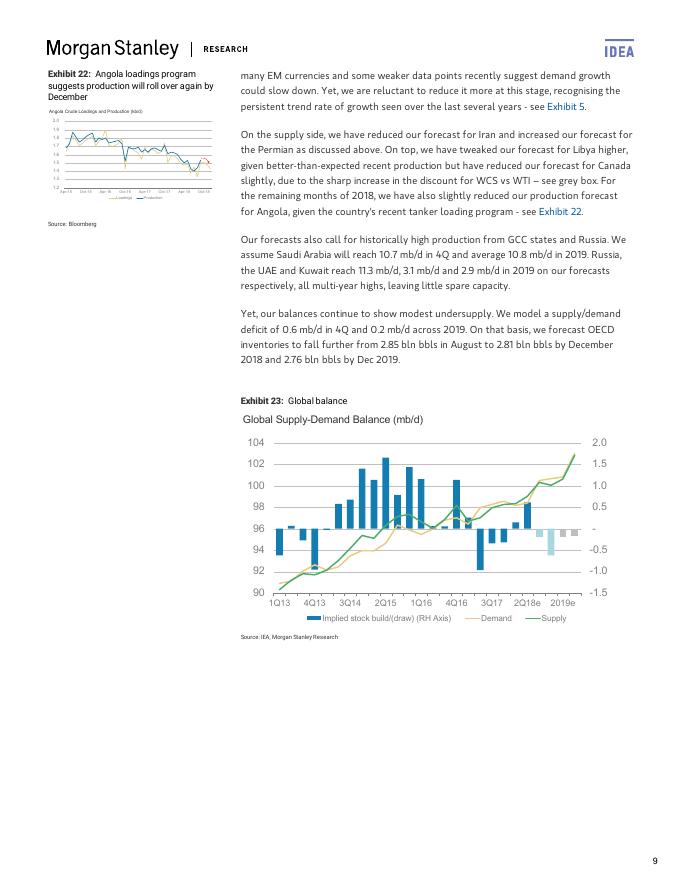 Morgan Stanley | RESEARCH
IDEA
Exhibit 22: Angola loadings program
suggests production will roll over again by
December
Angola Crude Loadings and Production (kb/d)
2.0
1.9
1.8
1.7
1.6
1.5
1.4
1.3
1.2
Apr-15 Oct-15 Apr-16 Oct-16 Apr-17 Oct-17 Apr-18 Oct-18
Loadings Production
Source: Bloomberg
many EM currencies and some weaker data points recently suggest demand growth
could slow down. Yet, we are reluctant to reduce it more at this stage, recognising the
persistent trend rate of growth seen over the last several years - see Exhibit 5.
On the supply side, we have reduced our forecast for Iran and increased our forecast for
the Permian as discussed above. On top, we have tweaked our forecast for Libya higher,
given better-than-expected recent production but have reduced our forecast for Canada
slightly, due to the sharp increase in the discount for WCS vs WTI – see grey box. For
the remaining months of 2018, we have also slightly reduced our production forecast
for Angola, given the country's recent tanker loading program - see Exhibit 22.
Our forecasts also call for historically high production from GCC states and Russia. We
assume Saudi Arabia will reach 10.7 mb/d in 4Q and average 10.8 mb/d in 2019. Russia,
the UAE and Kuwait reach 11.3 mb/d, 3.1 mb/d and 2.9 mb/d in 2019 on our forecasts
respectively, all multi-year highs, leaving little spare capacity.
Yet, our balances continue to show modest undersupply. We model a supply/demand
deficit of 0.6 mb/d in 4Q and 0.2 mb/d across 2019. On that basis, we forecast OECD
inventories to fall further from 2.85 bln bbls in August to 2.81 bln bbls by December
2018 and 2.76 bln bbls by Dec 2019.
Exhibit 23: Global balance
Global Supply-Demand Balance (mb/d)
104 2.0
102 1.5
100 1.0
98 0.5
96 -
94 -0.5
92 -1.0
90 -1.5
1Q13 4Q13 3Q14 2Q15 1Q16 4Q16 3Q17 2Q18e 2019e
Implied stock build/(draw) (RH Axis) Demand Supply
Source: IEA, Morgan Stanley Research
9